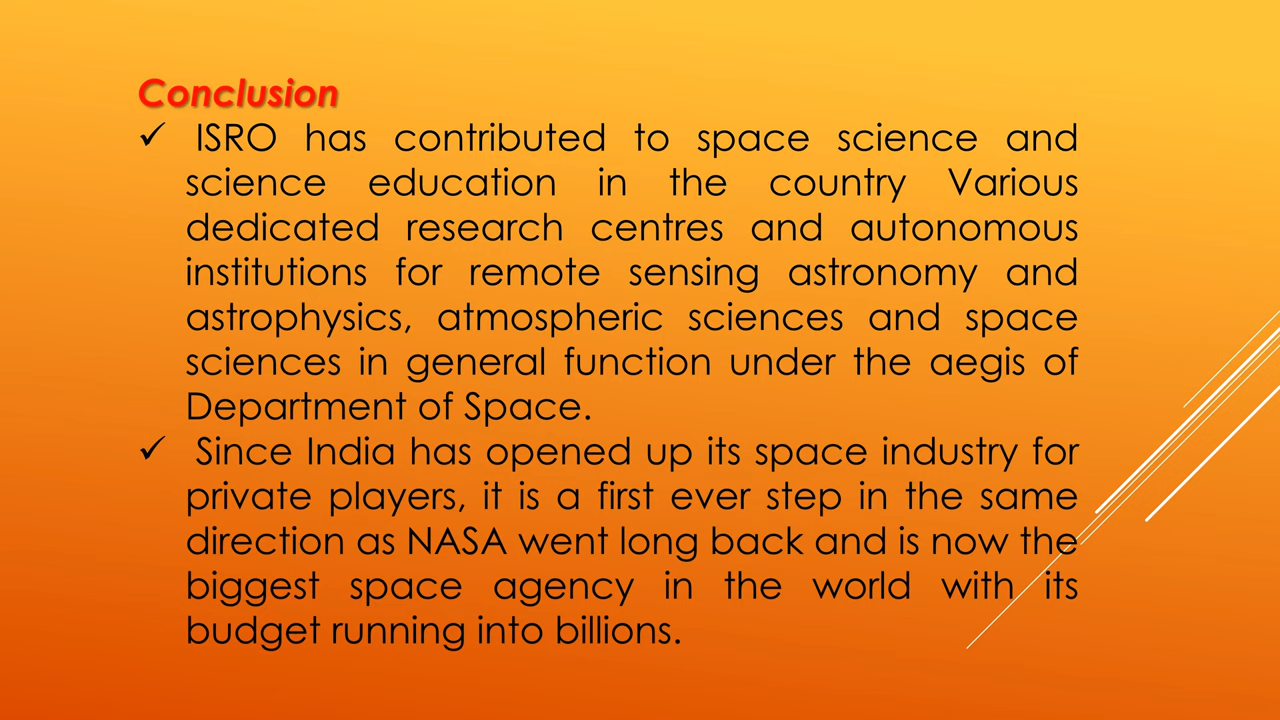 Conclusion
✓ ISRO has contributed to space science and
science education in the country Various
dedicated research centres and autonomous
institutions for remote sensing astronomy and
astrophysics, atmospheric sciences and space
sciences in general function under the aegis of
Department of Space.
✓ Since India has opened up its space industry for
private players, it is a first ever step in the same
direction as NASA went long back and is now the
biggest space agency in the world with its
budget running into billions.